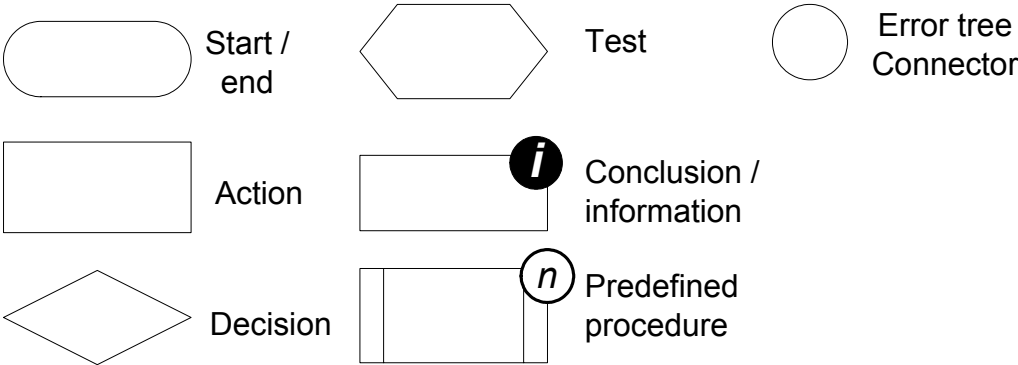 Start /
end
Test
Error tree
Connector
Action
i
Conclusion /
information
Decision
n
Predefined
procedure